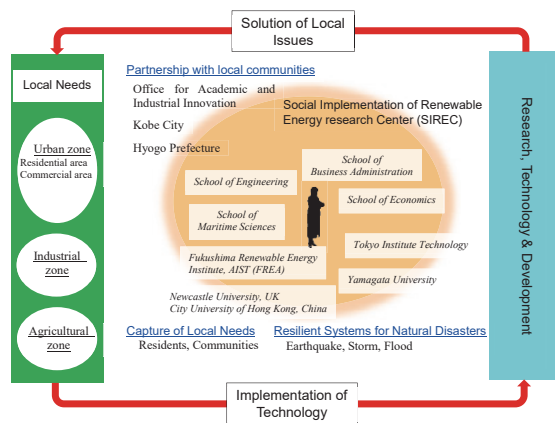 Solution of Local
Issues
Local Needs
Urban zone
Residential area
Commercial area
Industrial
zone
Agricultural
zone
Partnership with local communities
Office for Academic and
Industrial Innovation
Kobe City
Hyogo Prefecture
Social Implementation of Renewable
Energy research Center (SIREC)
School of
Business Administration
School of Engineering
School of Economics
School of
Maritime Sciences
Tokyo Institute Technology
Fukushima Renewable Energy
Institute, AIST (FREA)
Yamagata University
Newcastle University, UK
City University of Hong Kong, China
Capture of Local Needs
Residents, Communities
Resilient Systems for Natural Disasters
Earthquake, Storm, Flood
Research, Technology & Development
Implementation of
Technology